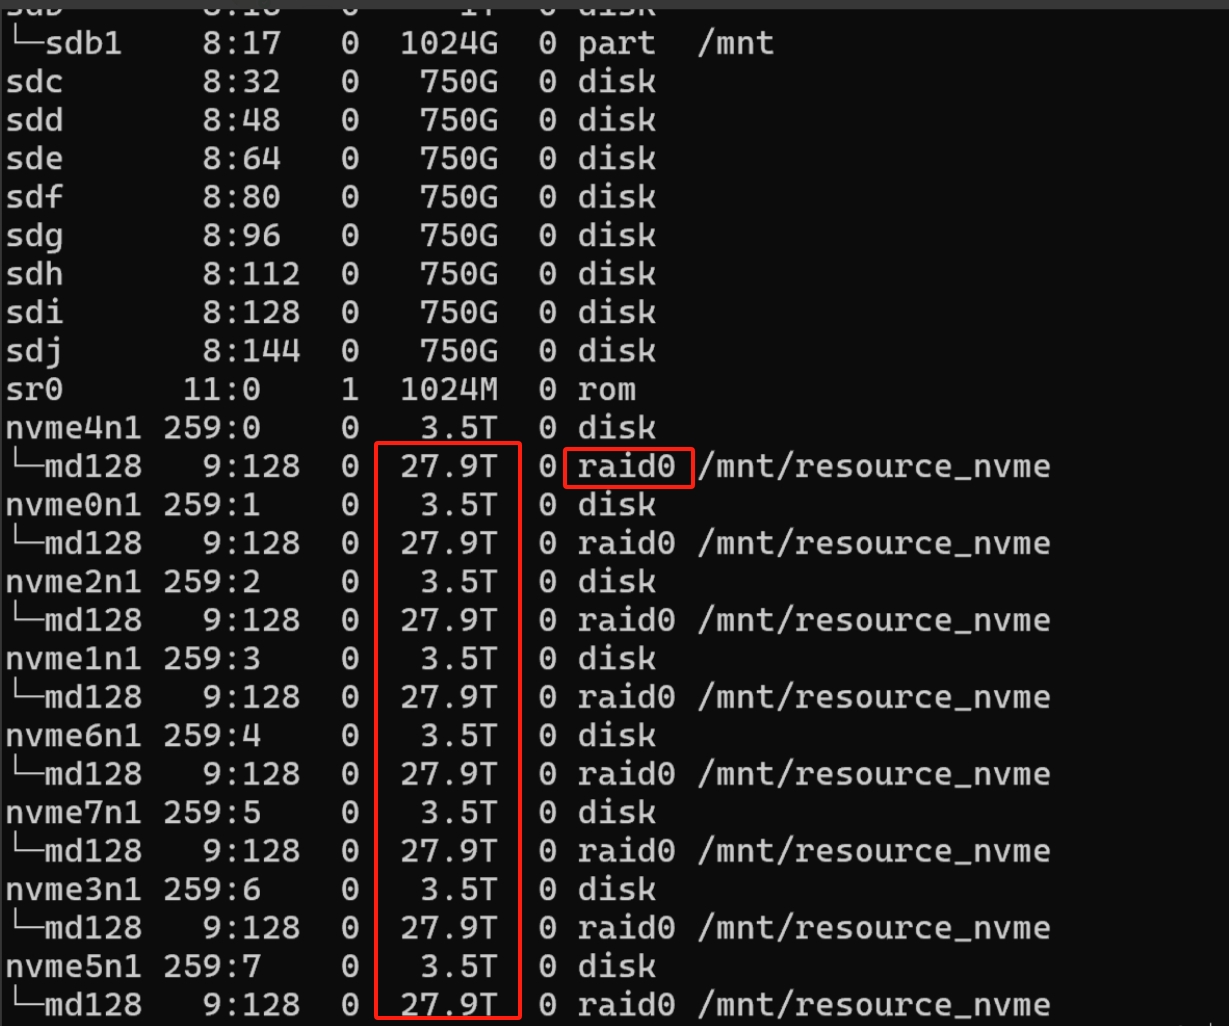 └─sdb1 8:17 0 1024G 0 part /mnt
sdc 8:32 0 750G 0 disk
sdd 8:48 0 750G 0 disk
sde 8:64 0 750G 0 disk
sdf 8:80 0 750G 0 disk
sdg 8:96 0 750G 0 disk
sdh 8:112 0 750G 0 disk
sdi 8:128 0 750G 0 disk
sdj 8:144 0 750G 0 disk
sr0 11:0 1 1024M 0 rom
nvme4n1 259:0 0 3.5T 0 disk
└─md128 9:128 0 27.9T 0 raid0 /mnt/resource_nvme
nvme0n1 259:1 0 3.5T 0 disk
└─md128 9:128 0 27.9T 0 raid0 /mnt/resource_nvme
nvme2n1 259:2 0 3.5T 0 disk
└─md128 9:128 0 27.9T 0 raid0 /mnt/resource_nvme
nvme1n1 259:3 0 3.5T 0 disk
└─md128 9:128 0 27.9T 0 raid0 /mnt/resource_nvme
nvme6n1 259:4 0 3.5T 0 disk
└─md128 9:128 0 27.9T 0 raid0 /mnt/resource_nvme
nvme7n1 259:5 0 3.5T 0 disk
└─md128 9:128 0 27.9T 0 raid0 /mnt/resource_nvme
nvme3n1 259:6 0 3.5T 0 disk
└─md128 9:128 0 27.9T 0 raid0 /mnt/resource_nvme
nvme5n1 259:7 0 3.5T 0 disk
└─md128 9:128 0 27.9T 0 raid0 /mnt/resource_nvme